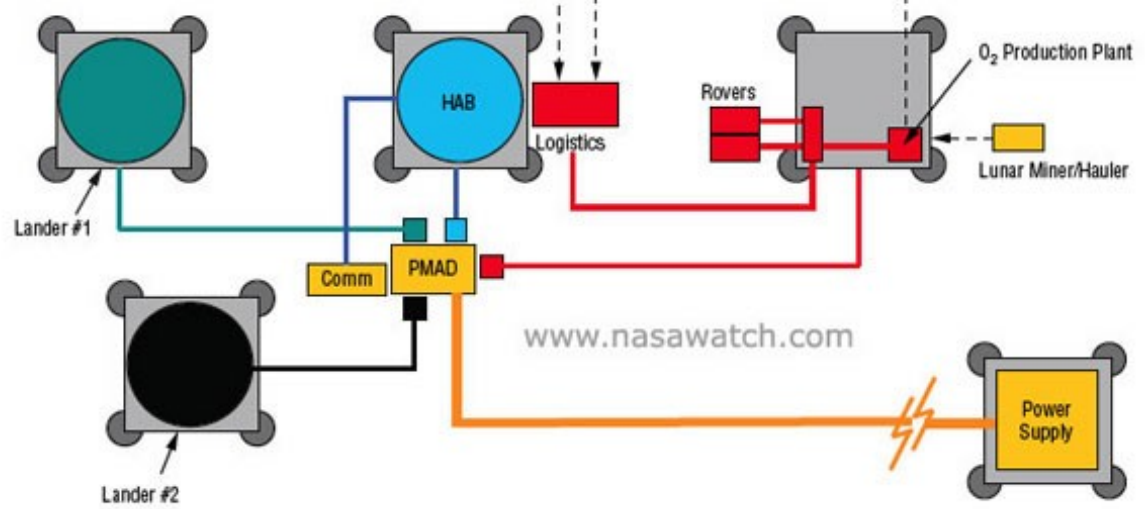 O₂ Production Plant
HAB
Rovers
Logistics
Lunar Miner/Hauler
Lander #1
PMAD
Comm
www.nasawatch.com
Power
Supply
Lander #2